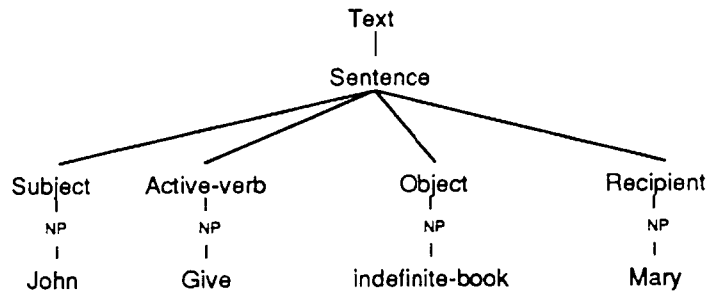 Text
Sentence
Subject Active-verb Object Recipient
NP NP NP NP
John Give indefinite-book Mary